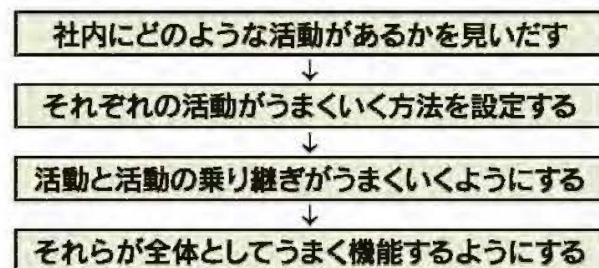 社内にどのような活動があるかを見いだす
↓
それぞれの活動がうまくいく方法を設定する
↓
活動と活動の乗り継ぎがうまくいくようにする
↓
それらが全体としてうまく機能するようにする